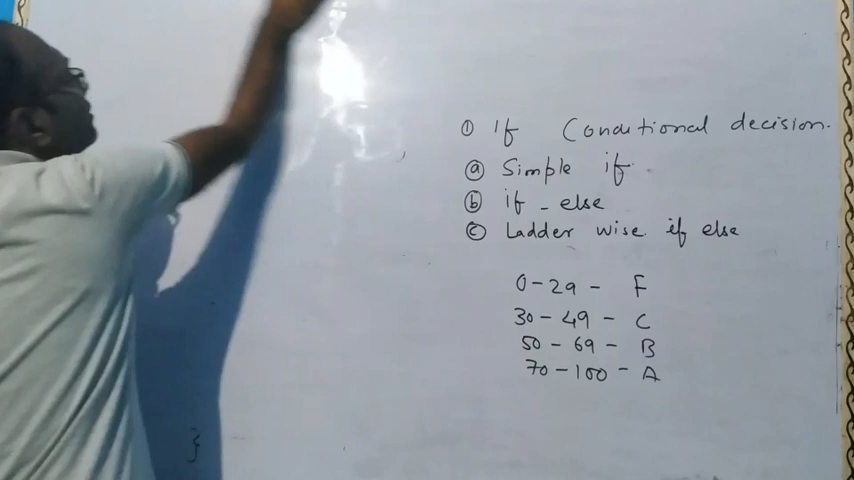 ① If Conditional decision.
ⓐ Simple if.
ⓑ if - else
ⓒ Ladder wise if else
0-29 - F
30-49 - C
50-69 - B
70-100 - A
}